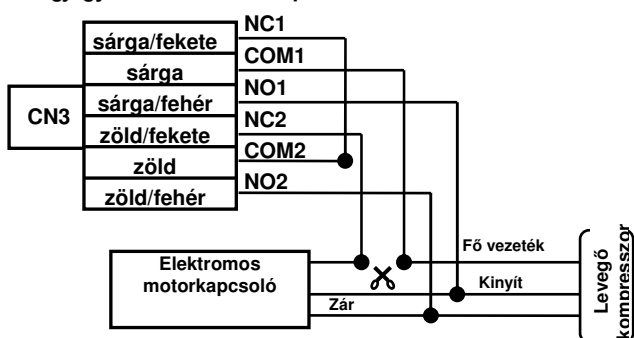 NC1
sárga/fekete
COM1
sárga
NO1
sárga/fehér
CN3
NC2
zöld/fekete
COM2
zöld
NO2
zöld/fehér
Fő vezeték
Elektromos
motorkapcsoló
Kinyít
Zár
Levegő
kompresszor